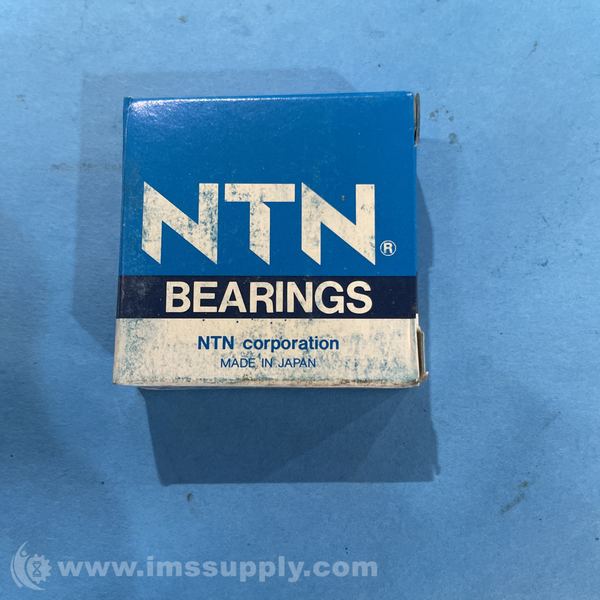 NTN®
BEARINGS
NTN corporation
MADE IN JAPAN
www.imssupply.com